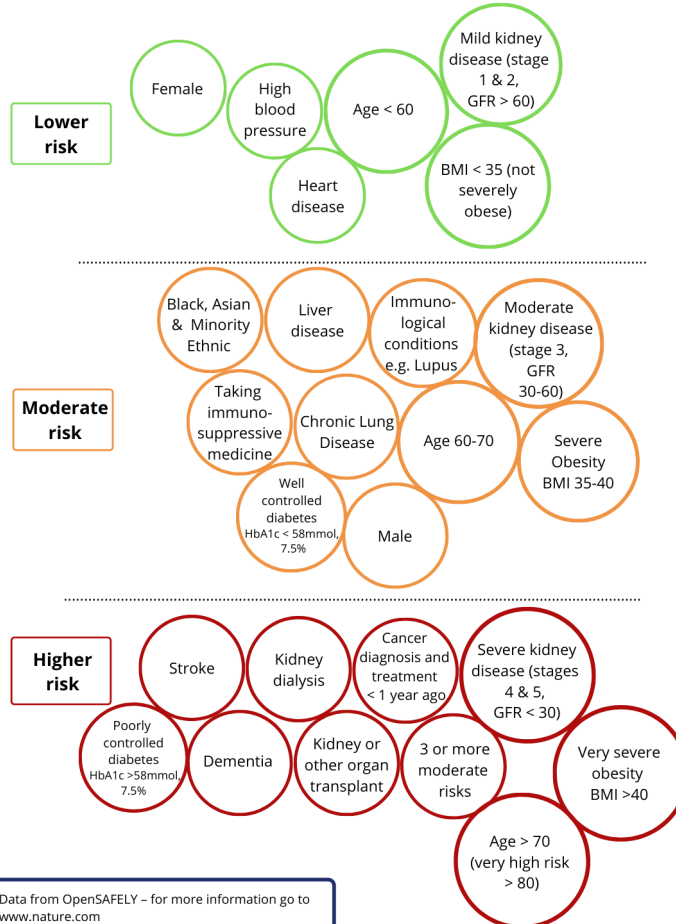 Lower
risk
Female
High
blood
pressure
Heart
disease
Age < 60
Mild kidney
disease (stage
1 & 2,
GFR > 60)
BMI < 35 (not
severely
obese)
Moderate
risk
Black, Asian
& Minority
Ethnic
Liver
disease
Immuno-
logical
conditions
e.g. Lupus
Moderate
kidney disease
(stage 3,
GFR
30-60)
Taking
immuno-
suppressive
medicine
Chronic Lung
Disease
Age 60-70
Severe
Obesity
BMI 35-40
Well
controlled
diabetes
HbA1c < 58mmol,
7.5%
Male
Higher
risk
Stroke
Kidney
dialysis
Cancer
diagnosis and
treatment
< 1 year ago
Severe kidney
disease (stages
4 & 5,
GFR < 30)
Poorly
controlled
diabetes
HbA1c >58mmol,
7.5%
Dementia
Kidney or
other organ
transplant
3 or more
moderate
risks
Very severe
obesity
BMI >40
Age > 70
(very high risk
> 80)
Data from OpenSAFELY – for more information go to
www.nature.com